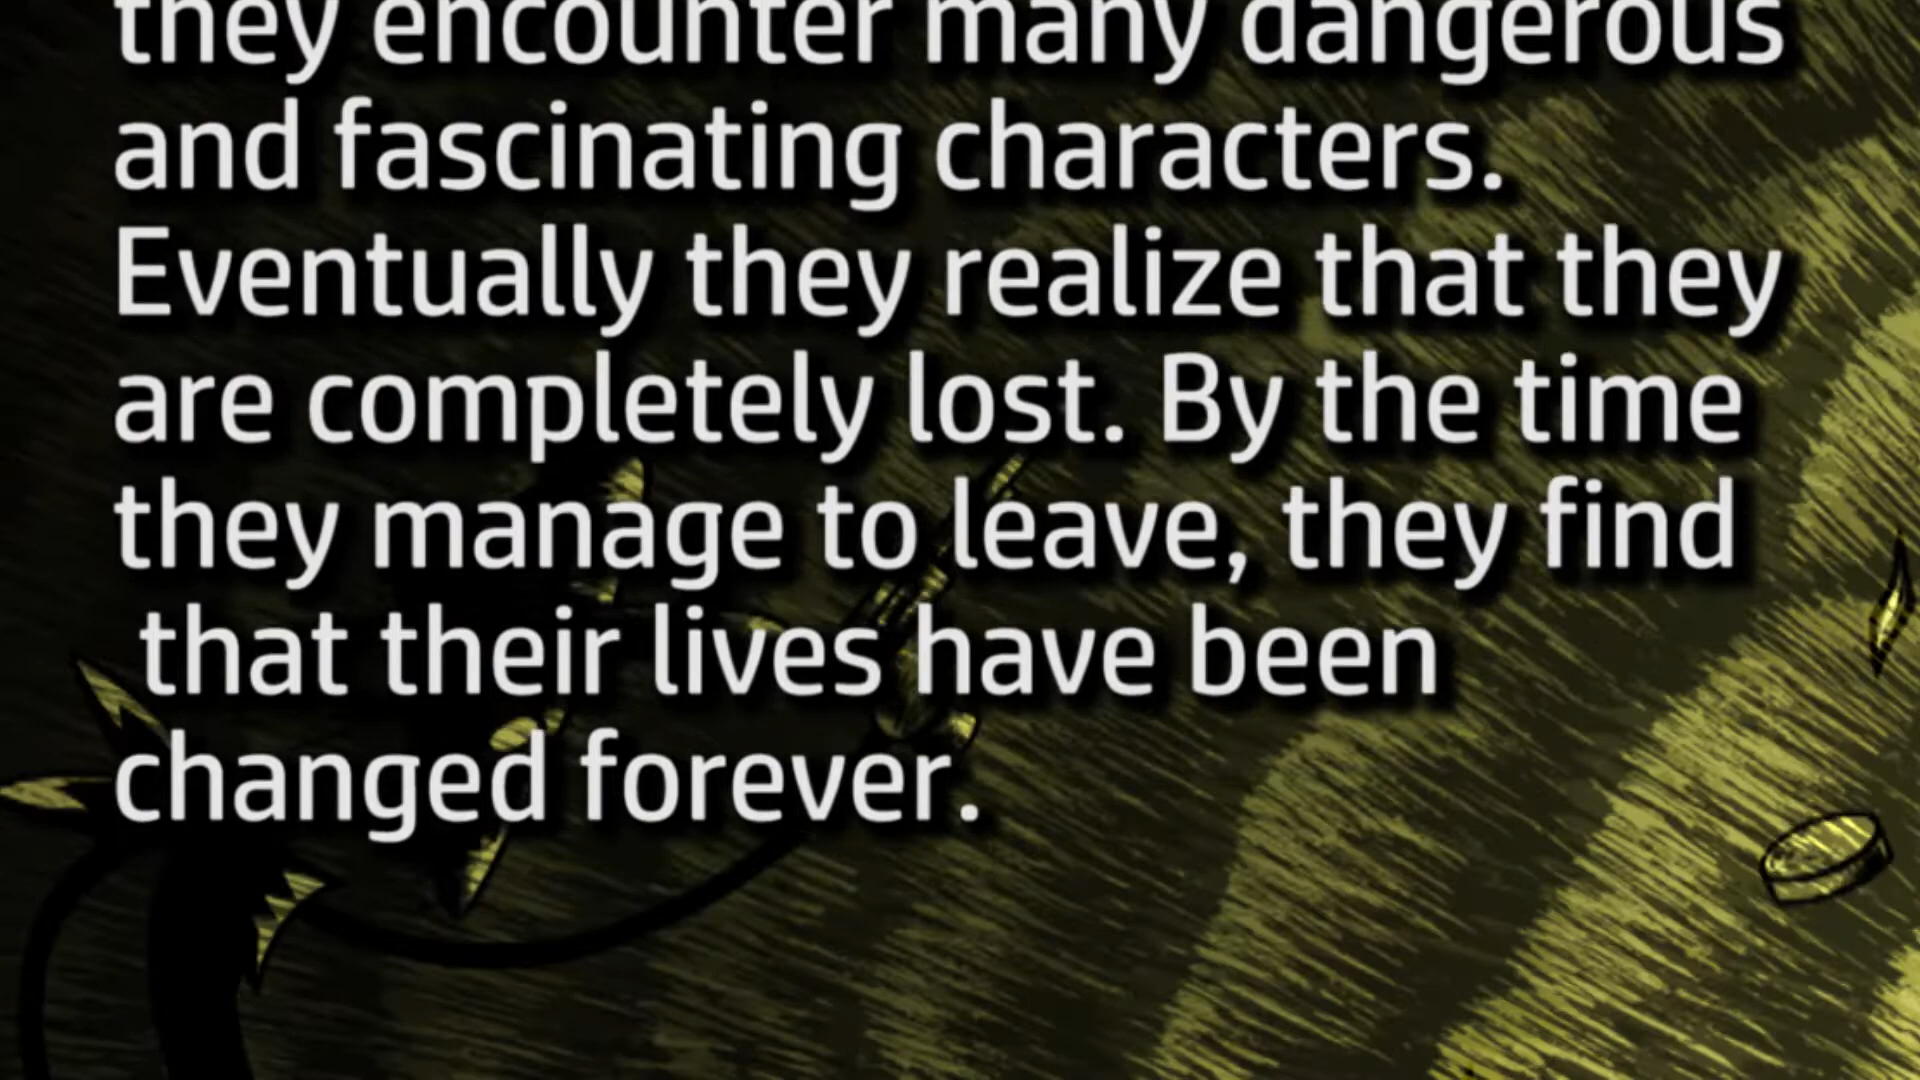 they encounter many dangerous
and fascinating characters.
Eventually they realize that they
are completely lost. By the time
they manage to leave, they find
that their lives have been
changed forever.